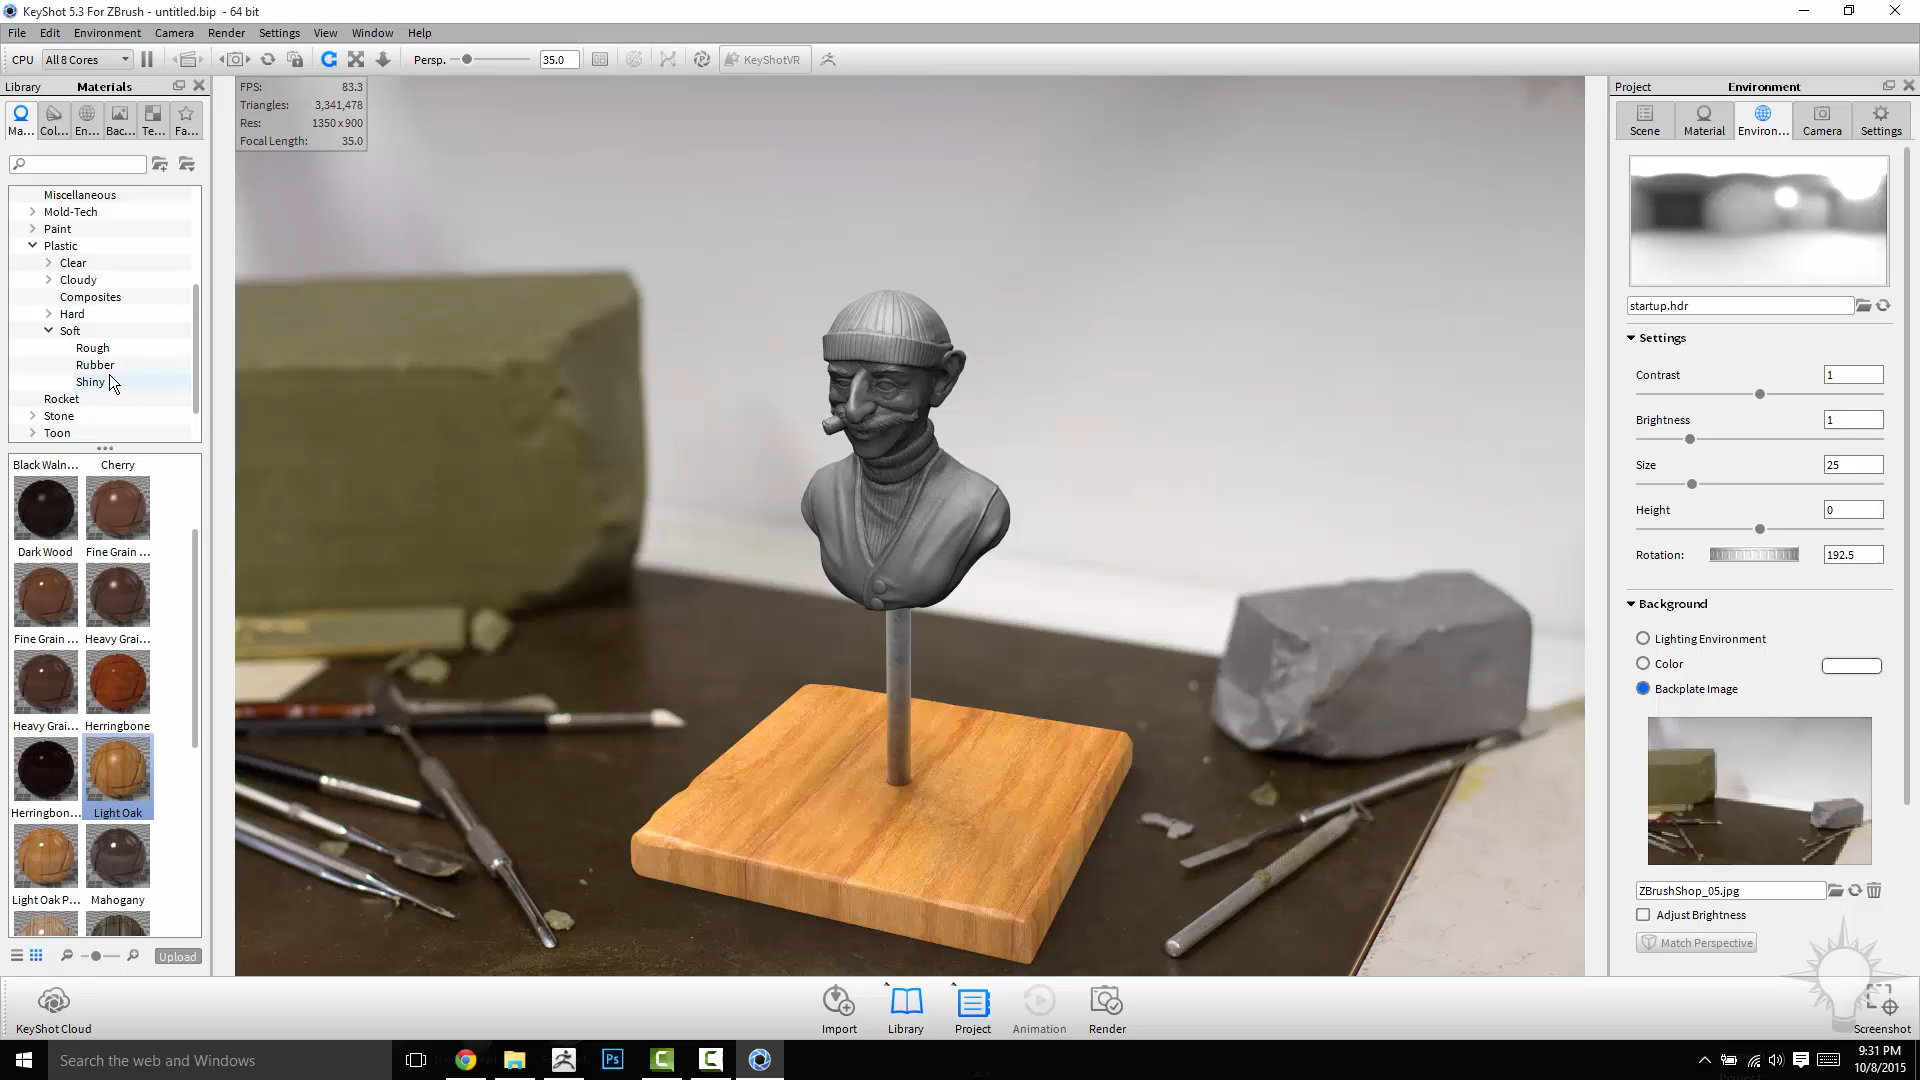 KeyShot 5.3 For ZBrush - untitled.bip - 64 bit
File Edit Environment Camera Render Settings View Window Help
CPU All 8 Cores Persp. 35.0 KeyShotVR
Library Materials
Ma... Col... En... Bac... Te... Fa...
Miscellaneous
Mold-Tech
Paint
Plastic
Clear
Cloudy
Composites
Hard
Soft
Rough
Rubber
Shiny
Rocket
Stone
Toon
Black Waln... Cherry
Dark Wood Fine Grain ...
Fine Grain ... Heavy Grai...
Heavy Grai... Herringbone
Herringbon... Light Oak
Light Oak P... Mahogany
Upload
FPS: 83.3
Triangles: 3,341,478
Res: 1350 x 900
Focal Length: 35.0
Project Environment
Scene Material Environ... Camera Settings
startup.hdr
Settings
Contrast 1
Brightness 1
Size 25
Height 0
Rotation: 192.5
Background
Lighting Environment
Color
Backplate Image
ZBrushShop_05.jpg
Adjust Brightness
Match Perspective
KeyShot Cloud Import Library Project Animation Render Screenshot
Search the web and Windows
Ps
9:31 PM
10/8/2015